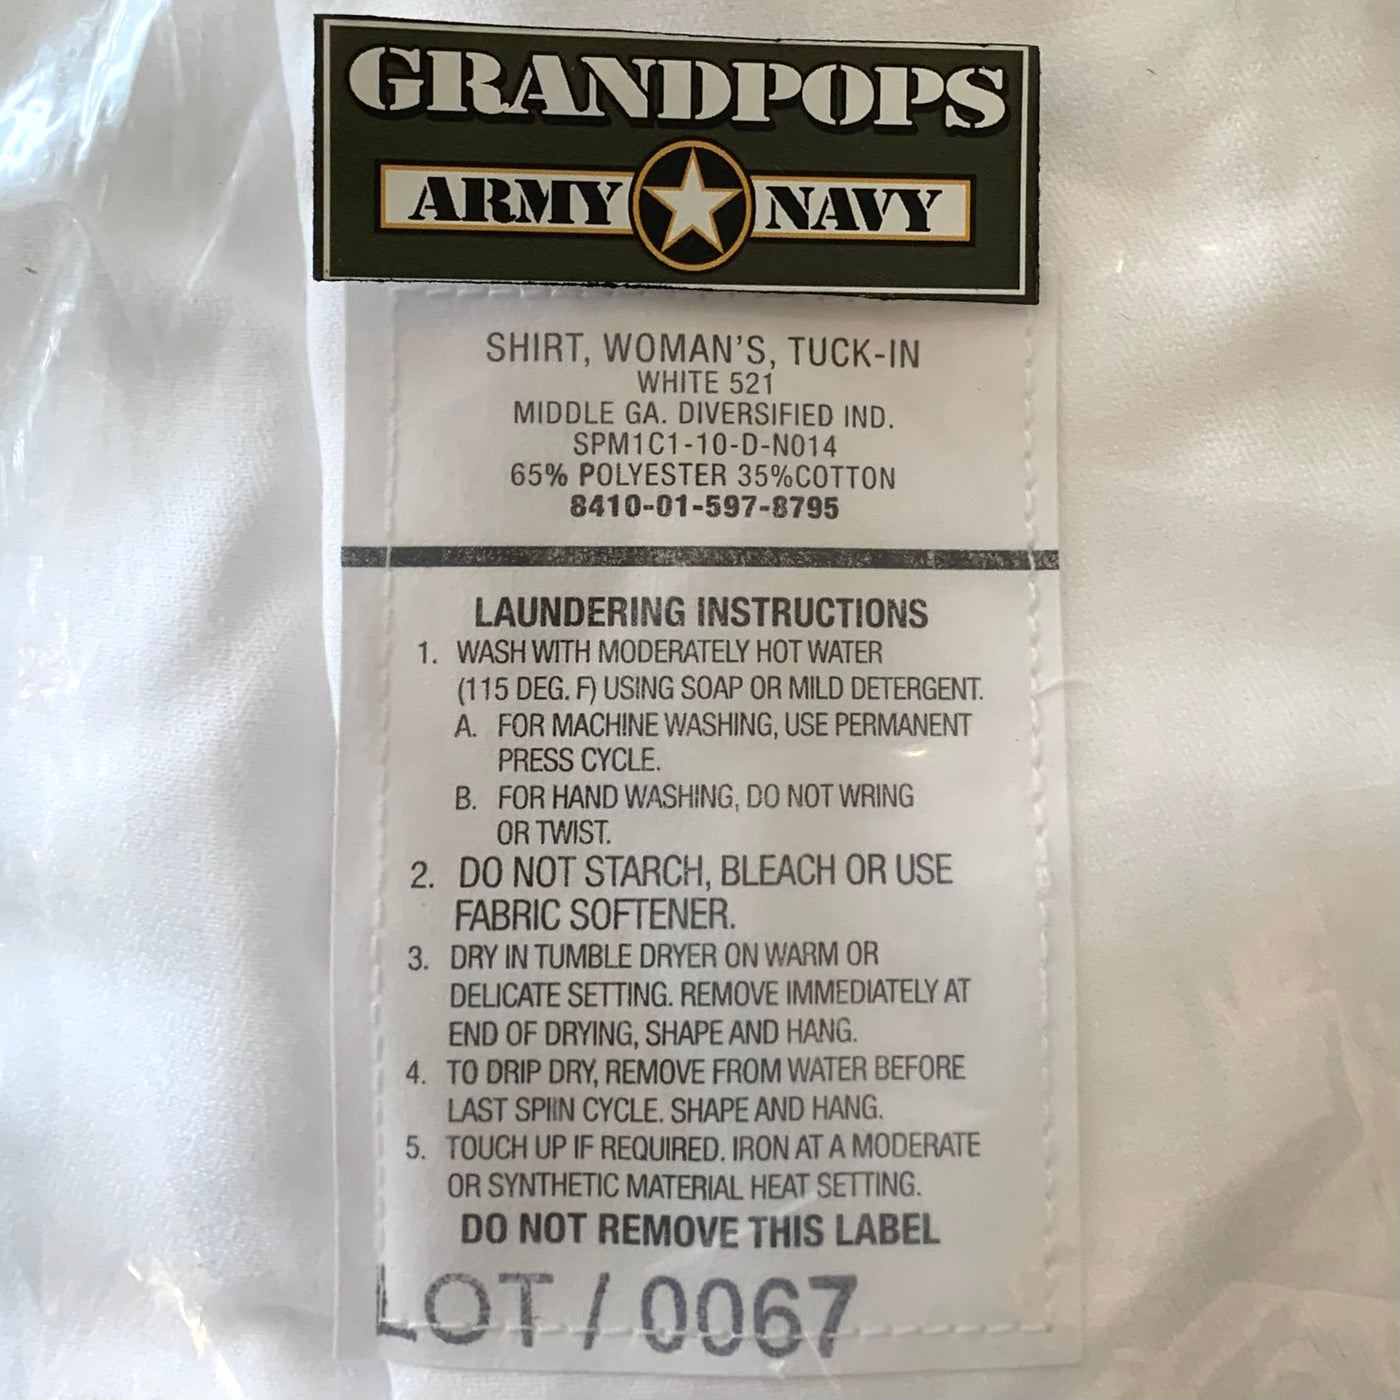 GRANDPOPS
ARMY NAVY
SHIRT, WOMAN'S, TUCK-IN
WHITE 521
MIDDLE GA. DIVERSIFIED IND.
SPM1C1-10-D-N014
65% POLYESTER 35%COTTON
8410-01-597-8795
LAUNDERING INSTRUCTIONS
1. WASH WITH MODERATELY HOT WATER
(115 DEG. F) USING SOAP OR MILD DETERGENT.
A. FOR MACHINE WASHING, USE PERMANENT
PRESS CYCLE.
B. FOR HAND WASHING, DO NOT WRING
OR TWIST.
2. DO NOT STARCH, BLEACH OR USE
FABRIC SOFTENER.
3. DRY IN TUMBLE DRYER ON WARM OR
DELICATE SETTING. REMOVE IMMEDIATELY AT
END OF DRYING, SHAPE AND HANG.
4. TO DRIP DRY, REMOVE FROM WATER BEFORE
LAST SPIIN CYCLE. SHAPE AND HANG.
5. TOUCH UP IF REQUIRED. IRON AT A MODERATE
OR SYNTHETIC MATERIAL HEAT SETTING.
DO NOT REMOVE THIS LABEL
LOT / 0067